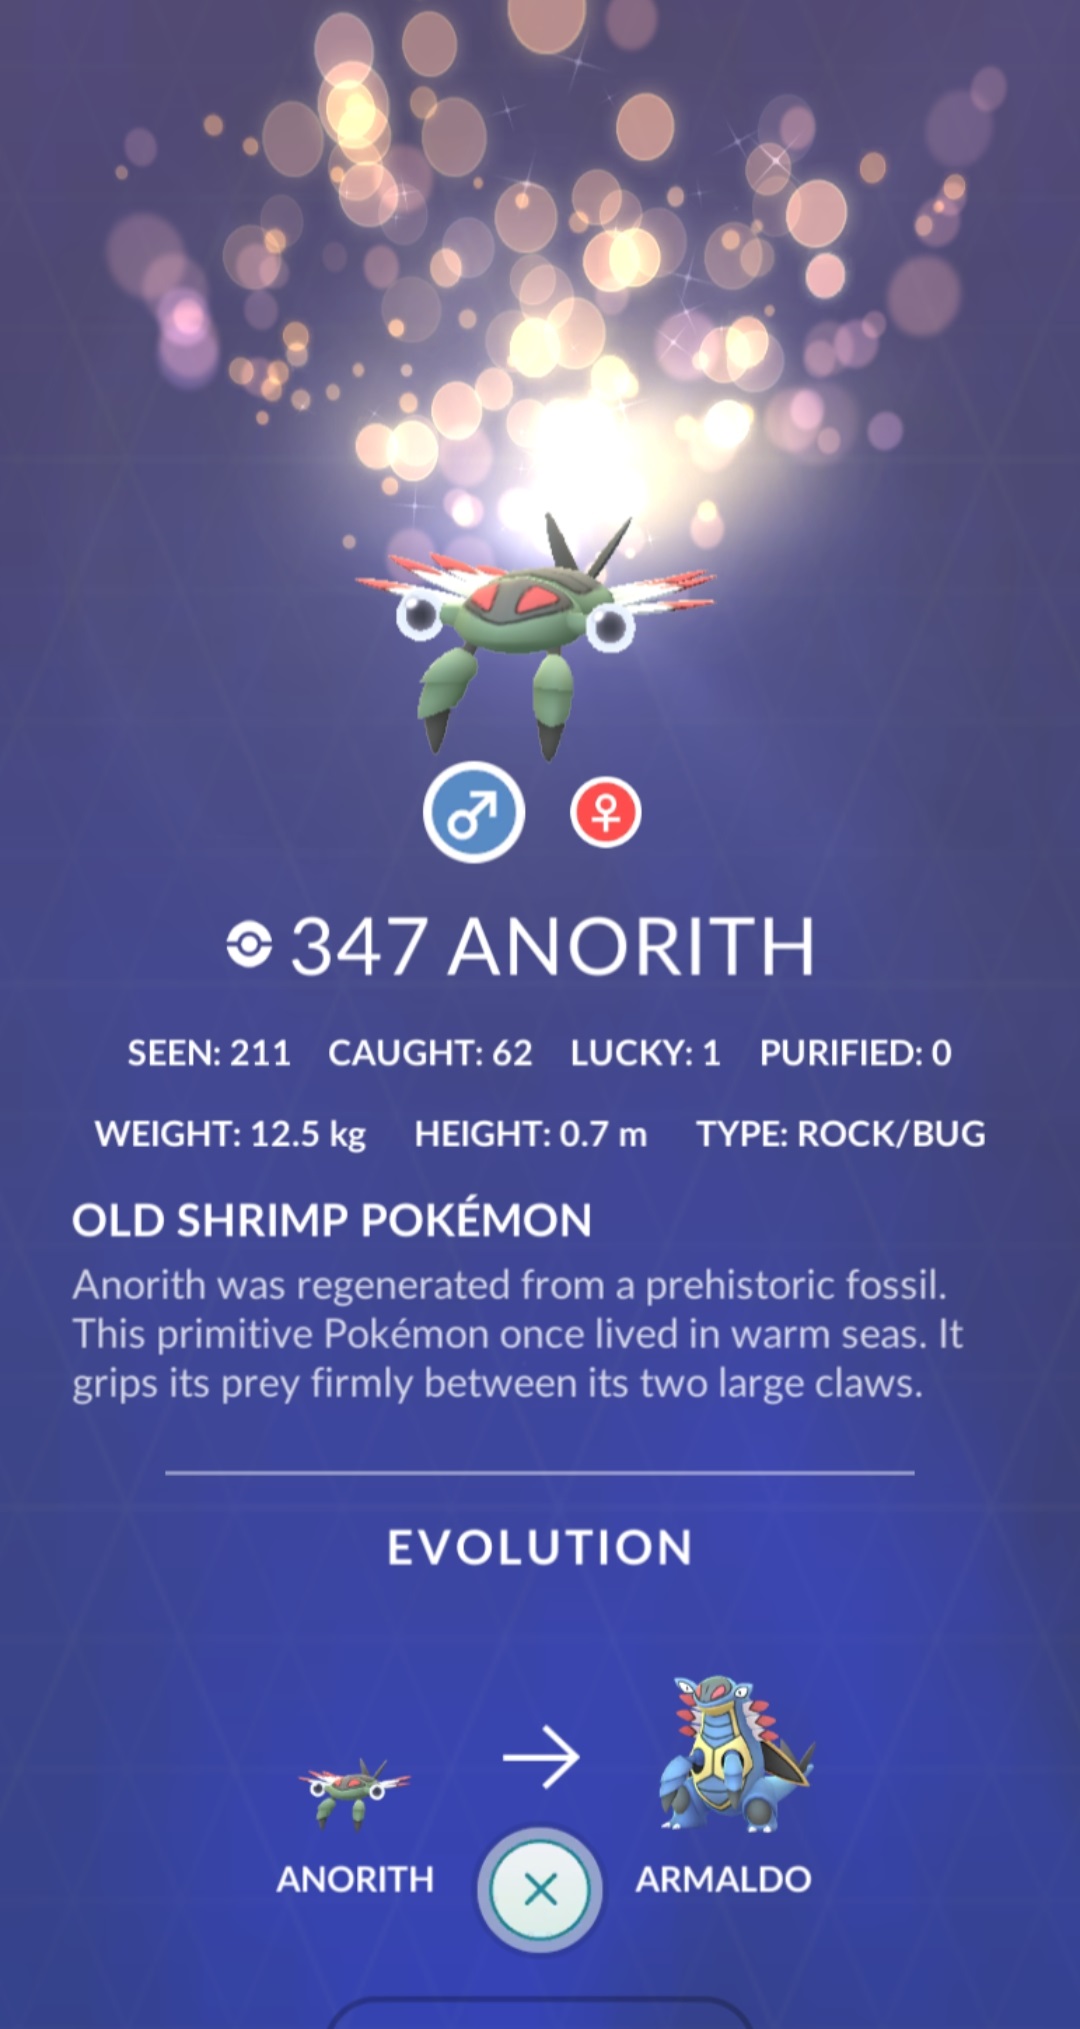 347 ANORITH
SEEN: 211 CAUGHT: 62 LUCKY: 1 PURIFIED: 0
WEIGHT: 12.5 kg HEIGHT: 0.7 m TYPE: ROCK/BUG
OLD SHRIMP POKÉMON
Anorith was regenerated from a prehistoric fossil.
This primitive Pokémon once lived in warm seas. It
grips its prey firmly between its two large claws.
EVOLUTION
ANORITH ARMALDO